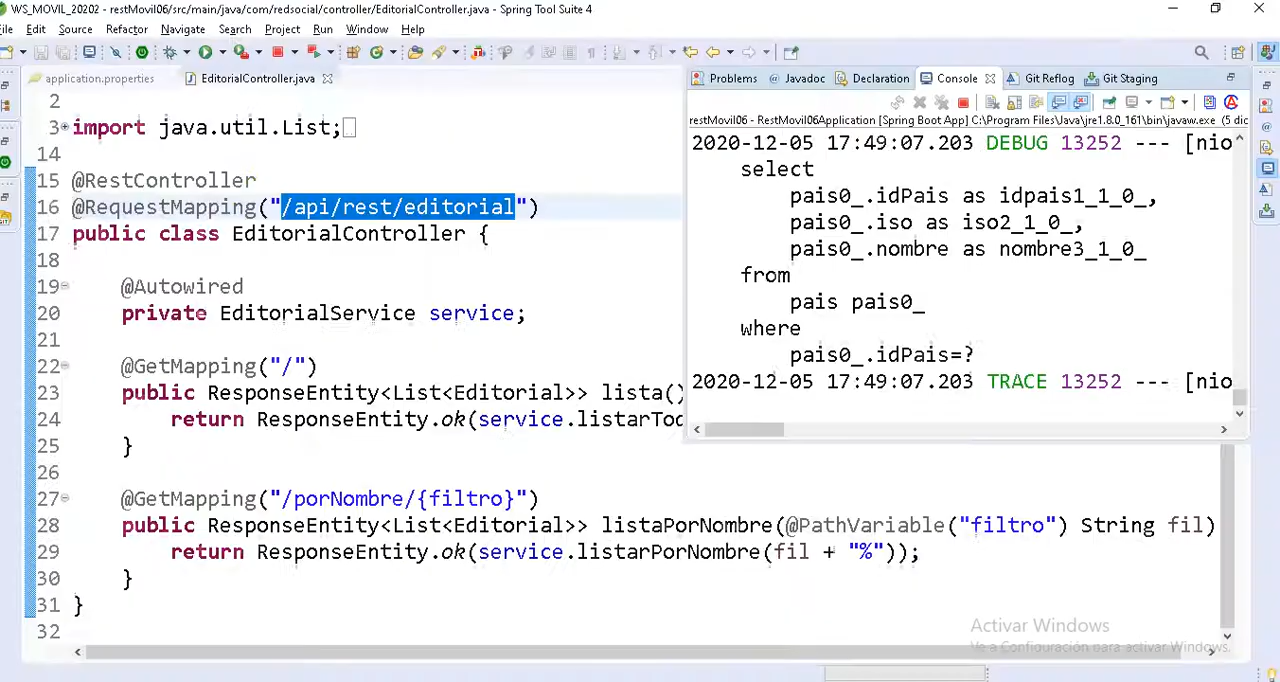 WS_MOVIL_20202 - restMovil06/src/main/java/com/redsocial/controller/EditorialController.java - Spring Tool Suite 4
File Edit Source Refactor Navigate Search Project Run Window Help
application.properties EditorialController.java
2
3 import java.util.List;
14
15 @RestController
16 @RequestMapping("/api/rest/editorial")
17 public class EditorialController {
18
19 @Autowired
20 private EditorialService service;
21
22 @GetMapping("/")
23 public ResponseEntity<List<Editorial>> lista()
24 return ResponseEntity.ok(service.listarTod
25 }
26
27 @GetMapping("/porNombre/{filtro}")
28 public ResponseEntity<List<Editorial>> listaPorNombre(@PathVariable("filtro") String fil)
29 return ResponseEntity.ok(service.listarPorNombre(fil + "%"));
30 }
31 }
32
Problems Javadoc Declaration Console Git Reflog Git Staging
restMovil06 - RestMovil06Application [Spring Boot App] C:\Program Files\Java\jre1.8.0_161\bin\javaw.exe (5 dic
2020-12-05 17:49:07.203 DEBUG 13252 --- [nio
select
pais0_.idPais as idpais1_1_0_,
pais0_.iso as iso2_1_0_,
pais0_.nombre as nombre3_1_0_
from
pais pais0_
where
pais0_.idPais=?
2020-12-05 17:49:07.203 TRACE 13252 --- [nio
Activar Windows
Ve a Configuración para activar Windows.